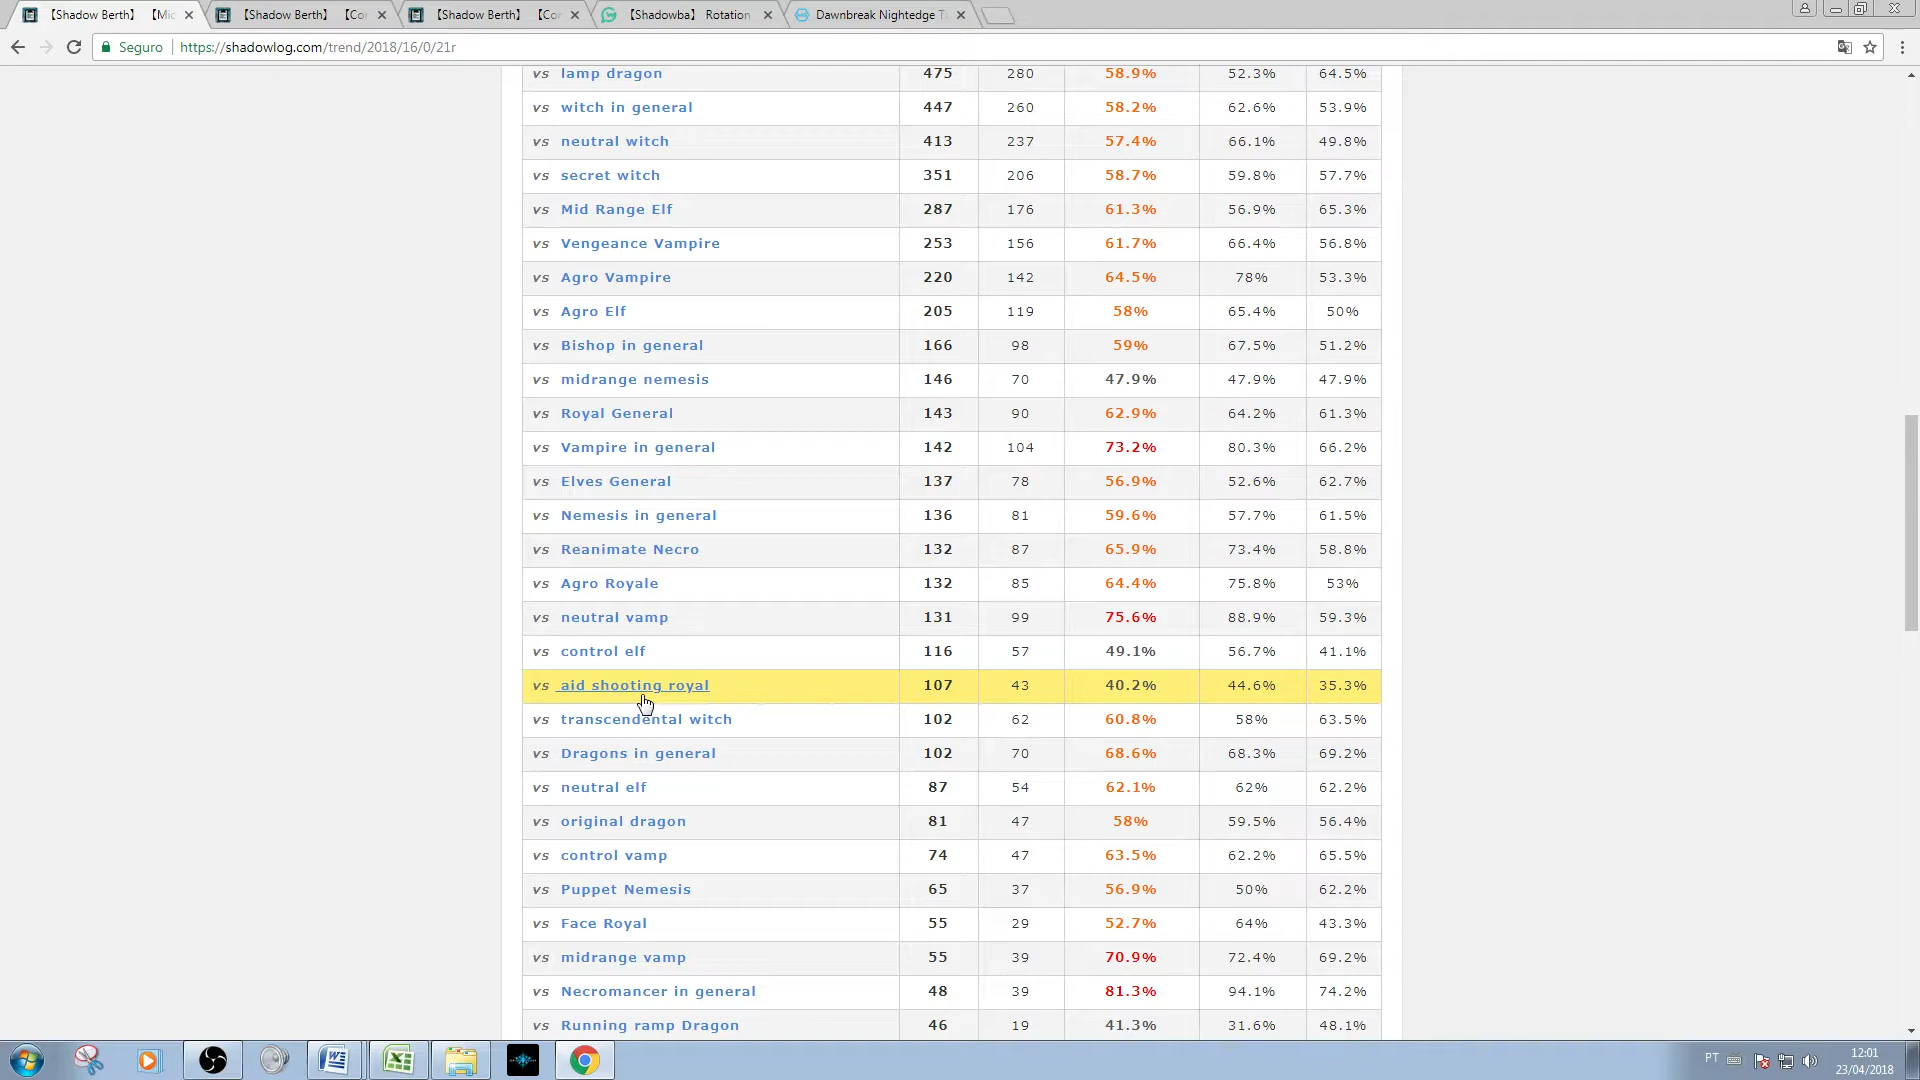 【Shadow Berth】 【Mic
【Shadow Berth】 【Cor
【Shadow Berth】 【Cor
【Shadowba】 Rotation
Dawnbreak Nightedge T
Seguro https://shadowlog.com/trend/2018/16/0/21r
vs lamp dragon 475 280 58.9% 52.3% 64.5%
vs witch in general 447 260 58.2% 62.6% 53.9%
vs neutral witch 413 237 57.4% 66.1% 49.8%
vs secret witch 351 206 58.7% 59.8% 57.7%
vs Mid Range Elf 287 176 61.3% 56.9% 65.3%
vs Vengeance Vampire 253 156 61.7% 66.4% 56.8%
vs Agro Vampire 220 142 64.5% 78% 53.3%
vs Agro Elf 205 119 58% 65.4% 50%
vs Bishop in general 166 98 59% 67.5% 51.2%
vs midrange nemesis 146 70 47.9% 47.9% 47.9%
vs Royal General 143 90 62.9% 64.2% 61.3%
vs Vampire in general 142 104 73.2% 80.3% 66.2%
vs Elves General 137 78 56.9% 52.6% 62.7%
vs Nemesis in general 136 81 59.6% 57.7% 61.5%
vs Reanimate Necro 132 87 65.9% 73.4% 58.8%
vs Agro Royale 132 85 64.4% 75.8% 53%
vs neutral vamp 131 99 75.6% 88.9% 59.3%
vs control elf 116 57 49.1% 56.7% 41.1%
vs aid shooting royal 107 43 40.2% 44.6% 35.3%
vs transcendental witch 102 62 60.8% 58% 63.5%
vs Dragons in general 102 70 68.6% 68.3% 69.2%
vs neutral elf 87 54 62.1% 62% 62.2%
vs original dragon 81 47 58% 59.5% 56.4%
vs control vamp 74 47 63.5% 62.2% 65.5%
vs Puppet Nemesis 65 37 56.9% 50% 62.2%
vs Face Royal 55 29 52.7% 64% 43.3%
vs midrange vamp 55 39 70.9% 72.4% 69.2%
vs Necromancer in general 48 39 81.3% 94.1% 74.2%
vs Running ramp Dragon 46 19 41.3% 31.6% 48.1%
PT
12:01
23/04/2018